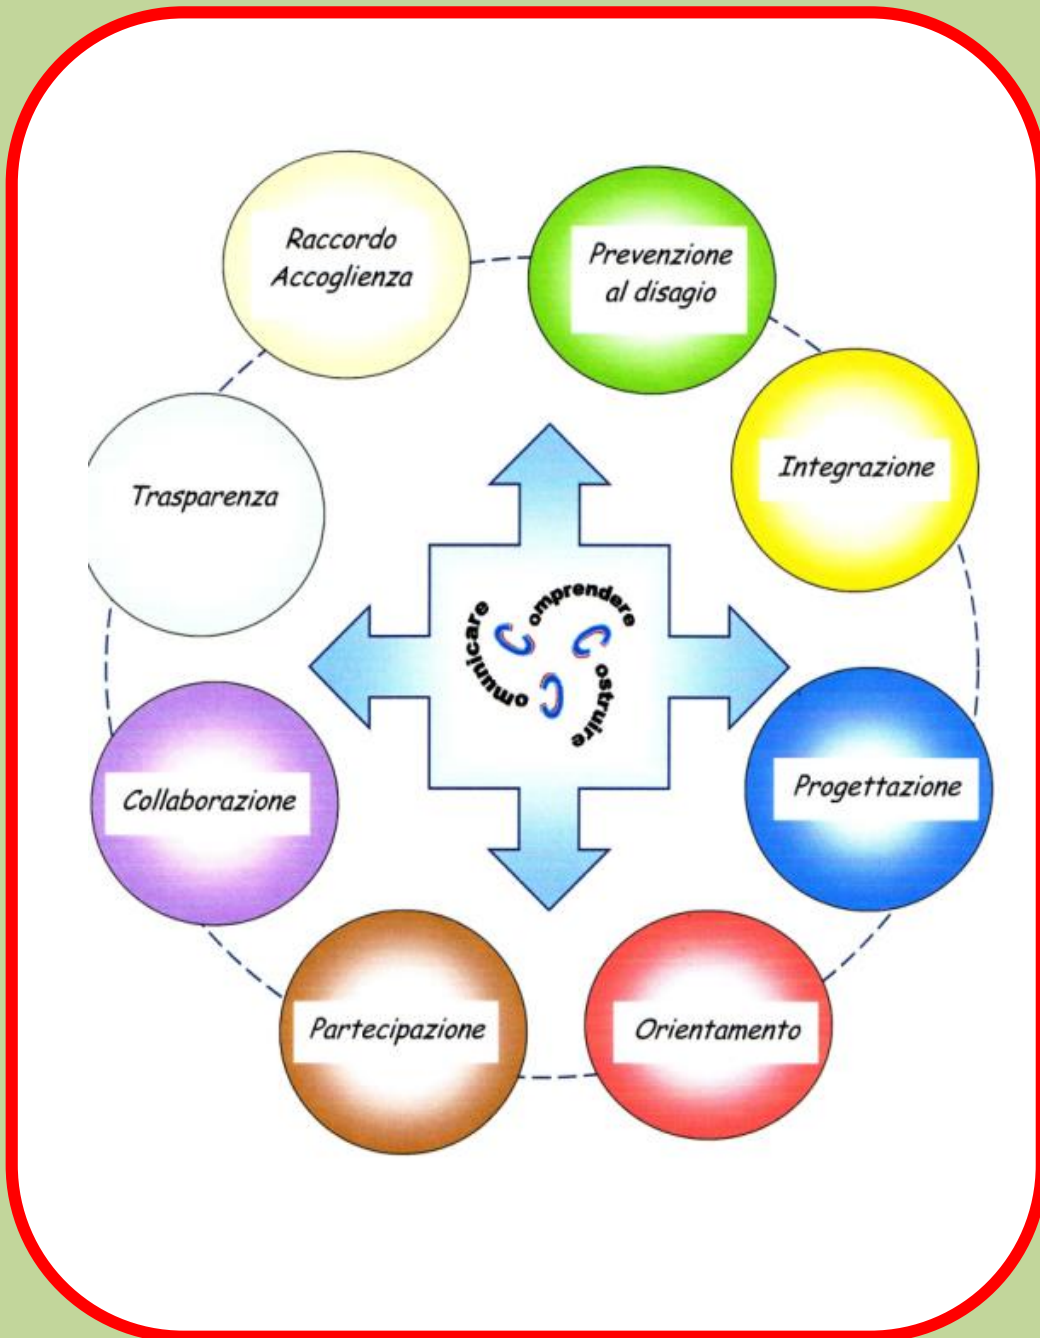 Raccordo
Accoglienza
Prevenzione
al disagio
Integrazione
Trasparenza
Comunicare
Comprendere
Costruire
Progettazione
Collaborazione
Partecipazione
Orientamento